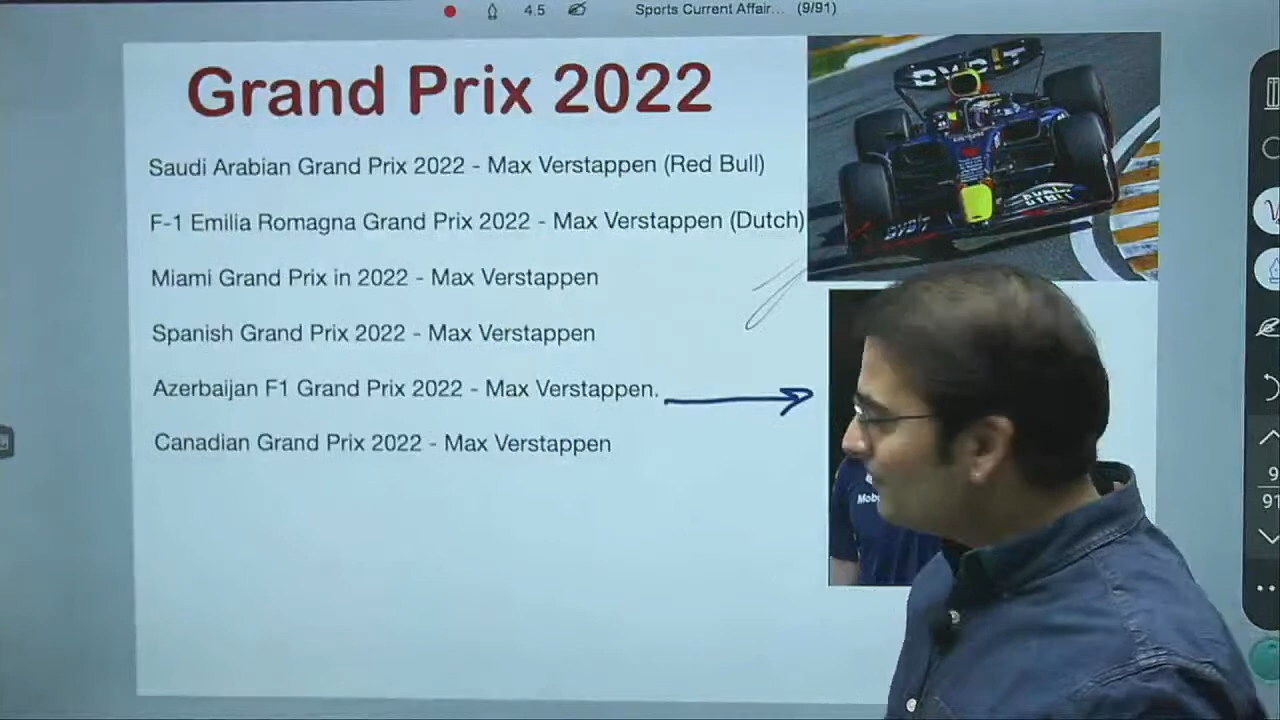 4.5 Sports Current Affair... (9/91)
Grand Prix 2022
Saudi Arabian Grand Prix 2022 - Max Verstappen (Red Bull)
F-1 Emilia Romagna Grand Prix 2022 - Max Verstappen (Dutch)
Miami Grand Prix in 2022 - Max Verstappen
Spanish Grand Prix 2022 - Max Verstappen
Azerbaijan F1 Grand Prix 2022 - Max Verstappen.
Canadian Grand Prix 2022 - Max Verstappen
9
91